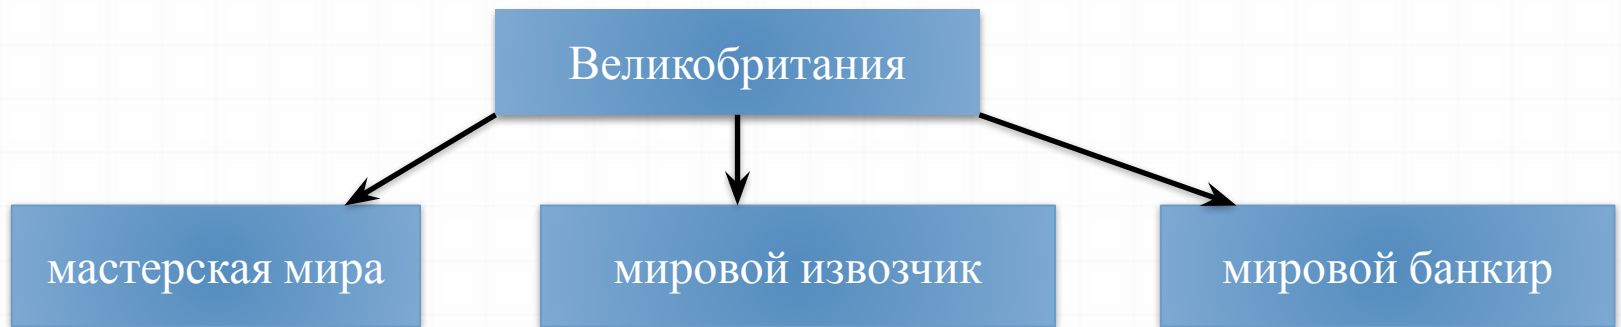 Великобритания
мастерская мира
мировой извозчик
мировой банкир